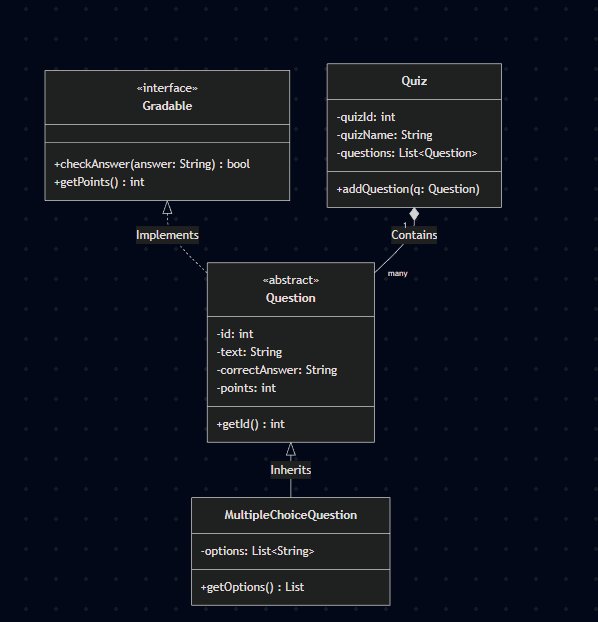 «interface»
Gradable
+checkAnswer(answer: String) : bool
+getPoints() : int
Quiz
-quizId: int
-quizName: String
-questions: List<Question>
+addQuestion(q: Question)
Implements
1
Contains
many
«abstract»
Question
-id: int
-text: String
-correctAnswer: String
-points: int
+getId() : int
Inherits
MultipleChoiceQuestion
-options: List<String>
+getOptions() : List